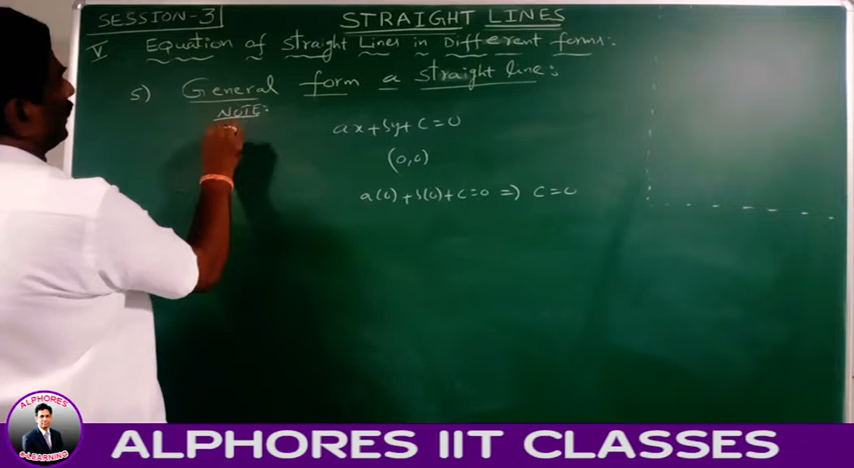 SESSION-3
STRAIGHT LINES
V Equation of Straight Lines in Different forms:
5) General form a straight line:
NOTE:
ax+by+c=0
(0,0)
a(0)+b(0)+c=0 ⇒ c=0
ALPHORES
e-LEARNING
ALPHORES IIT CLASSES